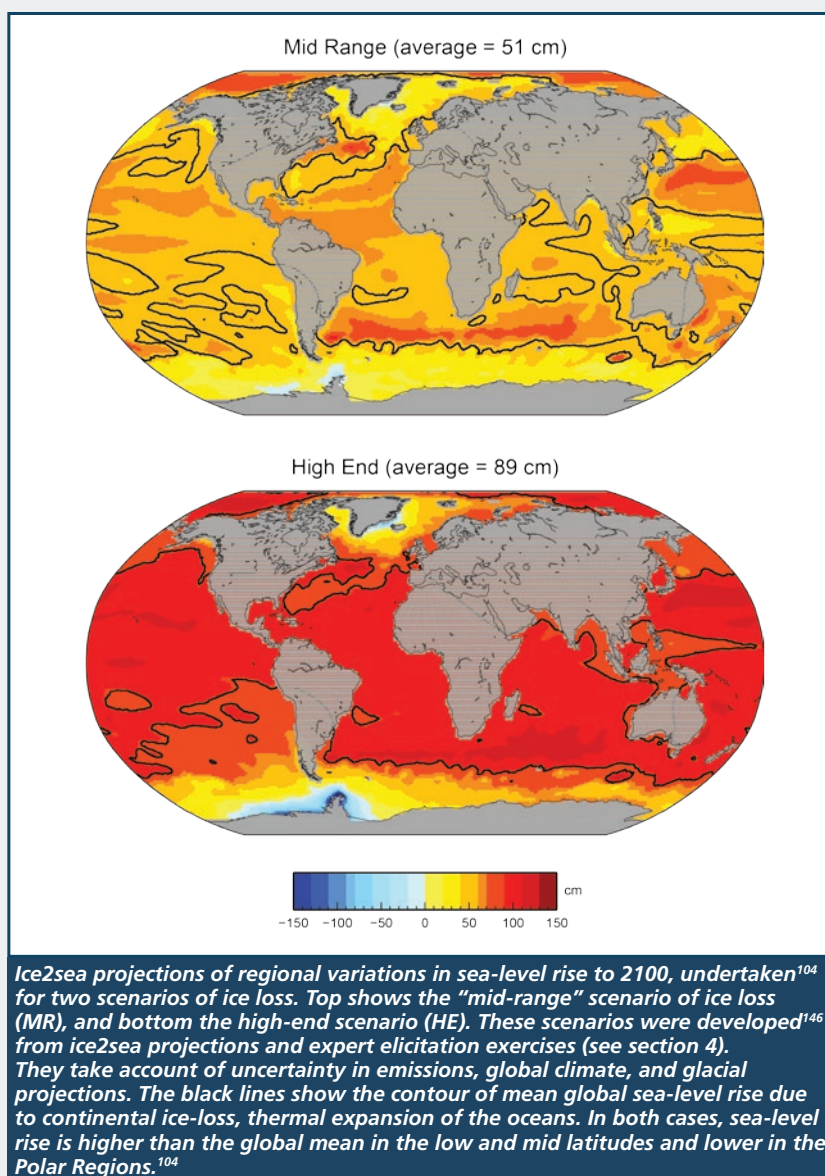 Mid Range (average = 51 cm)
High End (average = 89 cm)
cm
−150 −100 −50 0 50 100 150
Ice2sea projections of regional variations in sea-level rise to 2100, undertaken¹⁰⁴
for two scenarios of ice loss. Top shows the “mid-range” scenario of ice loss
(MR), and bottom the high-end scenario (HE). These scenarios were developed¹⁴⁶
from ice2sea projections and expert elicitation exercises (see section 4).
They take account of uncertainty in emissions, global climate, and glacial
projections. The black lines show the contour of mean global sea-level rise due
to continental ice-loss, thermal expansion of the oceans. In both cases, sea-level
rise is higher than the global mean in the low and mid latitudes and lower in the
Polar Regions.¹⁰⁴